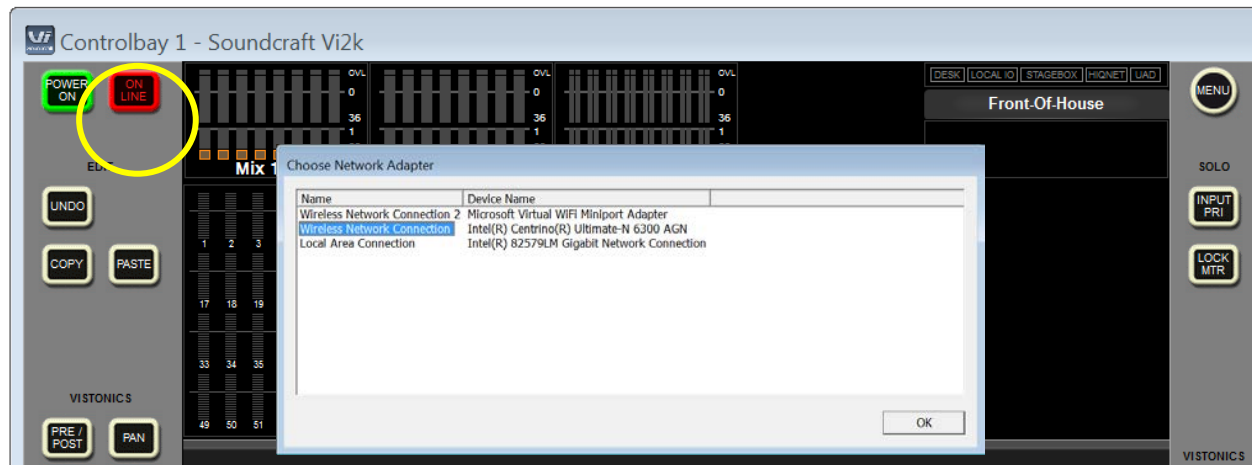 Vi Controlbay 1 - Soundcraft Vi2k
POWER ON
ON LINE
OVL OVL OVL
0 0 0
36 36 36
1 1 1
DESK LOCAL IO STAGEBOX HIQNET UAD
Front-Of-House
MENU
EDIT
Mix 1
Choose Network Adapter
SOLO
Name Device Name
Wireless Network Connection 2 Microsoft Virtual WiFi Miniport Adapter
Wireless Network Connection Intel(R) Centrino(R) Ultimate-N 6300 AGN
Local Area Connection Intel(R) 82579LM Gigabit Network Connection
UNDO
INPUT PRI
1 2 3
COPY PASTE
LOCK MTR
17 18 19
33 34 35
VISTONICS
OK
49 50 51
PRE / POST
PAN
VISTONICS